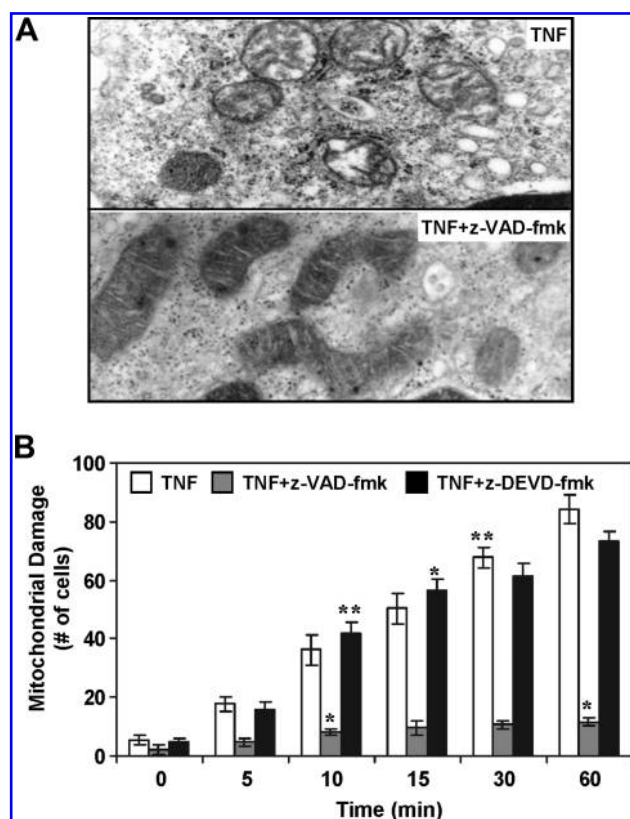 A
TNF
TNF+z-VAD-fmk
B
100
TNF
TNF+z-VAD-fmk
TNF+z-DEVD-fmk
80
60
40
20
0
**
*
**
*
*
0 5 10 15 30 60
Time (min)
Mitochondrial Damage
(# of cells)